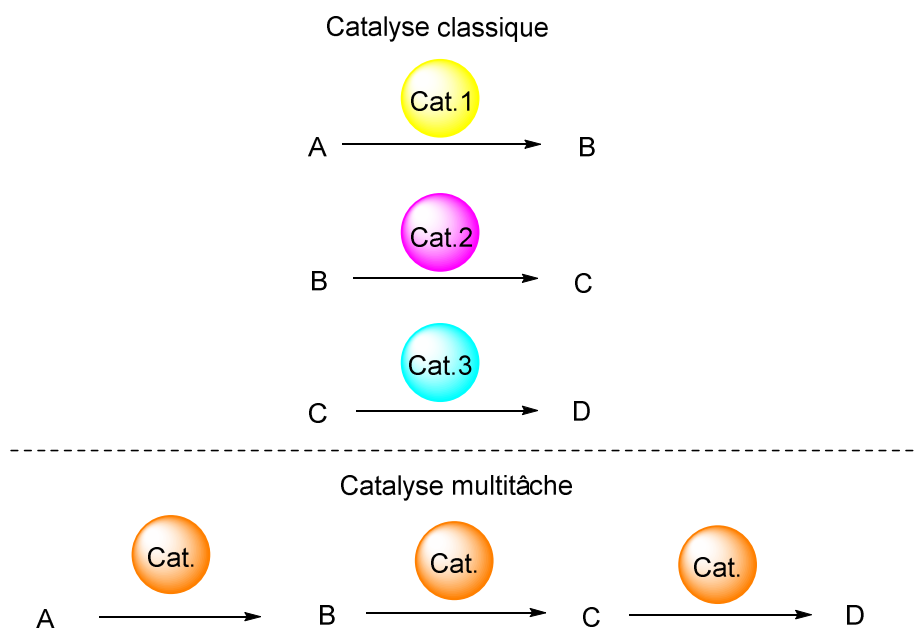 Catalyse classique
Cat.1
A B
Cat.2
B C
Cat.3
C D
Catalyse multitâche
Cat. Cat. Cat.
A B C D